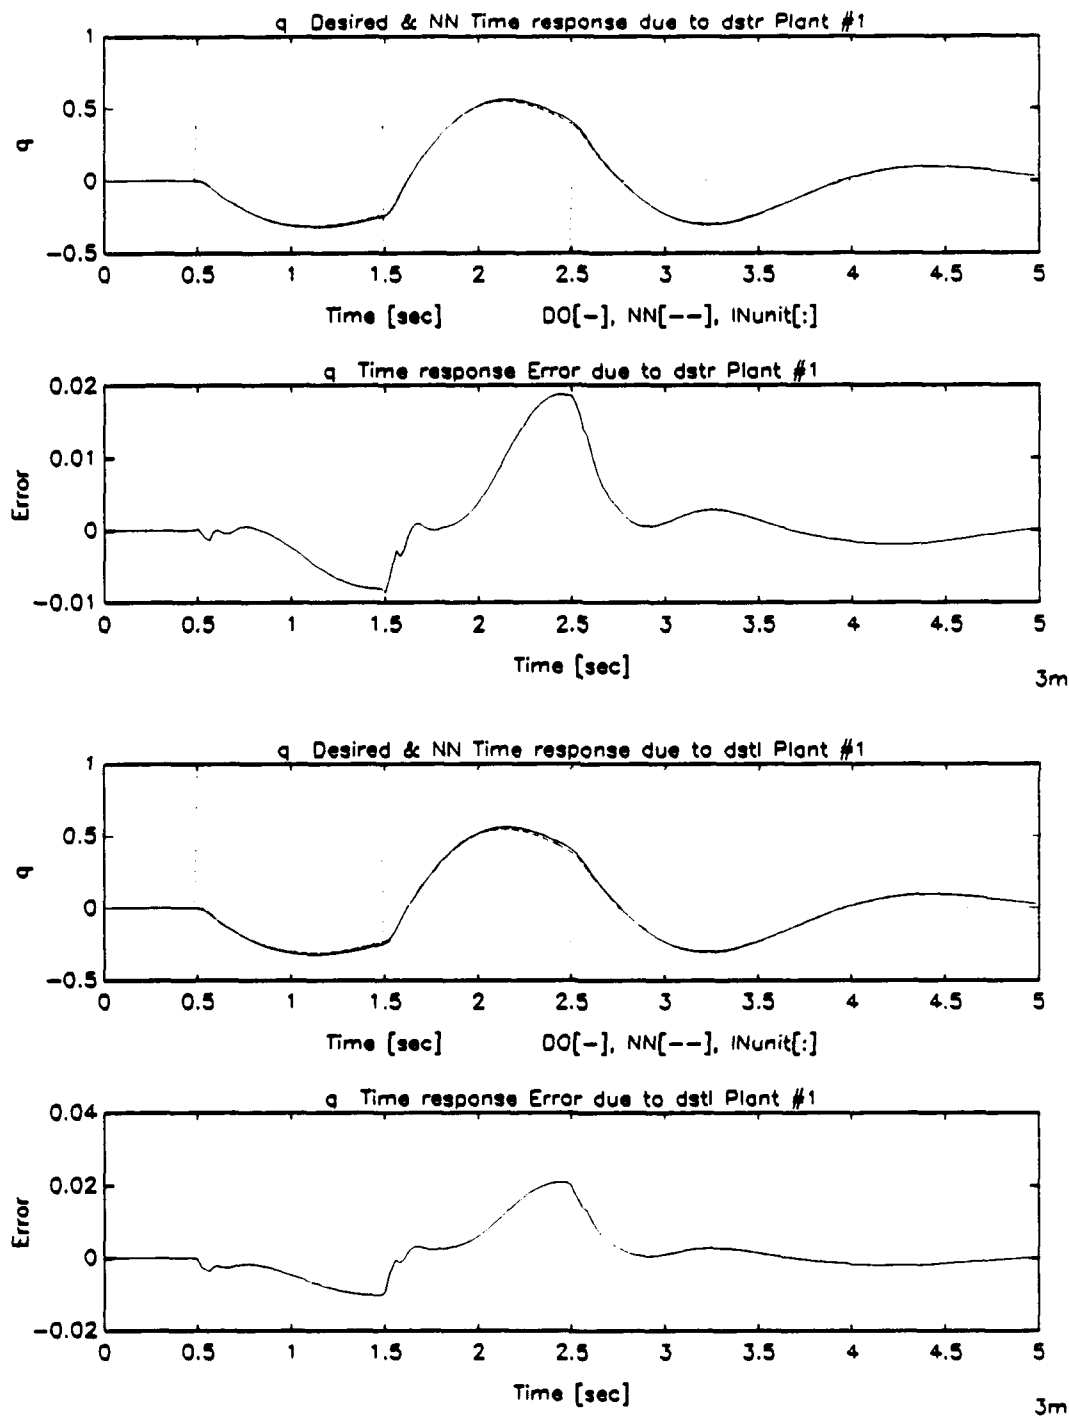 q Desired & NN Time response due to dstr Plant #1
1
0.5
0
-0.5
q
0 0.5 1 1.5 2 2.5 3 3.5 4 4.5 5
Time [sec] DO[-], NN[--], INunit[:]
q Time response Error due to dstr Plant #1
0.02
0.01
0
-0.01
Error
0 0.5 1 1.5 2 2.5 3 3.5 4 4.5 5
Time [sec]
3m
q Desired & NN Time response due to dstl Plant #1
1
0.5
0
-0.5
q
0 0.5 1 1.5 2 2.5 3 3.5 4 4.5 5
Time [sec] DO[-], NN[--], INunit[:]
q Time response Error due to dstl Plant #1
0.04
0.02
0
-0.02
Error
0 0.5 1 1.5 2 2.5 3 3.5 4 4.5 5
Time [sec]
3m